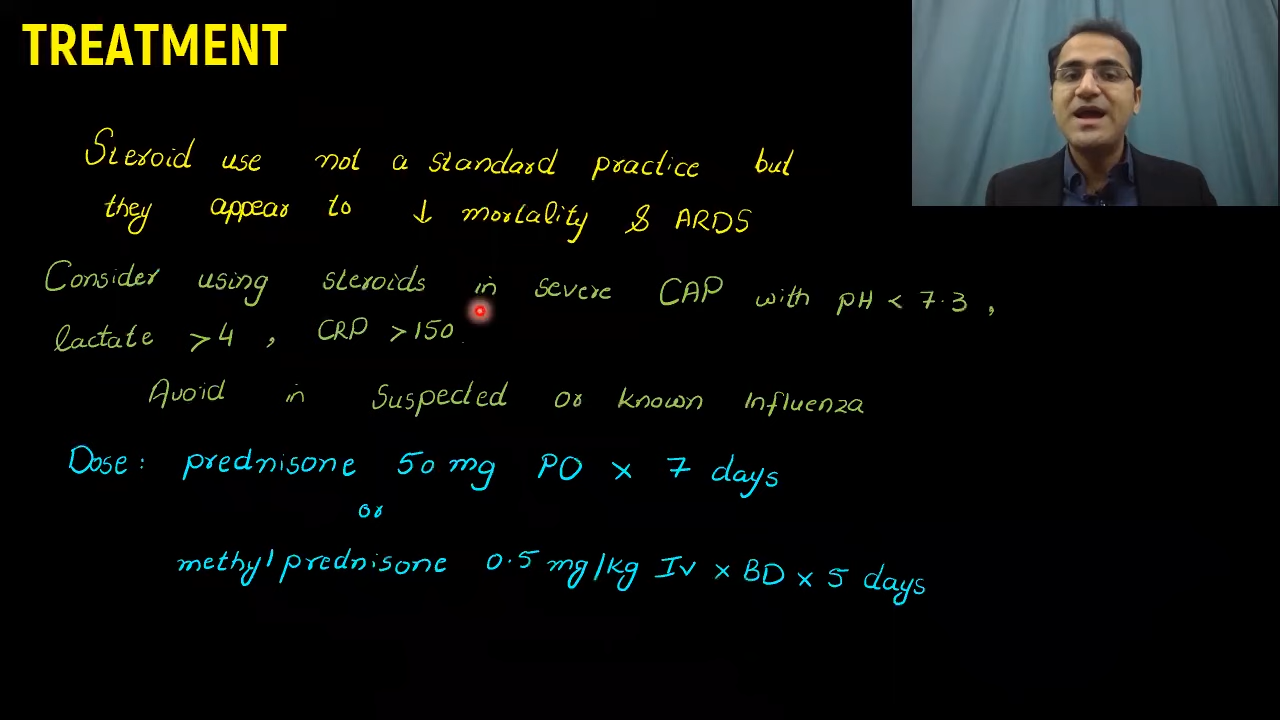 TREATMENT
Steroid use not a standard practice but
they appear to ↓ mortality & ARDS
Consider using steroids in severe CAP with pH < 7.3,
lactate >4, CRP >150
Avoid in Suspected or known Influenza
Dose: prednisone 50 mg PO x 7 days
or
methylprednisone 0.5 mg/kg IV x BD x 5 days